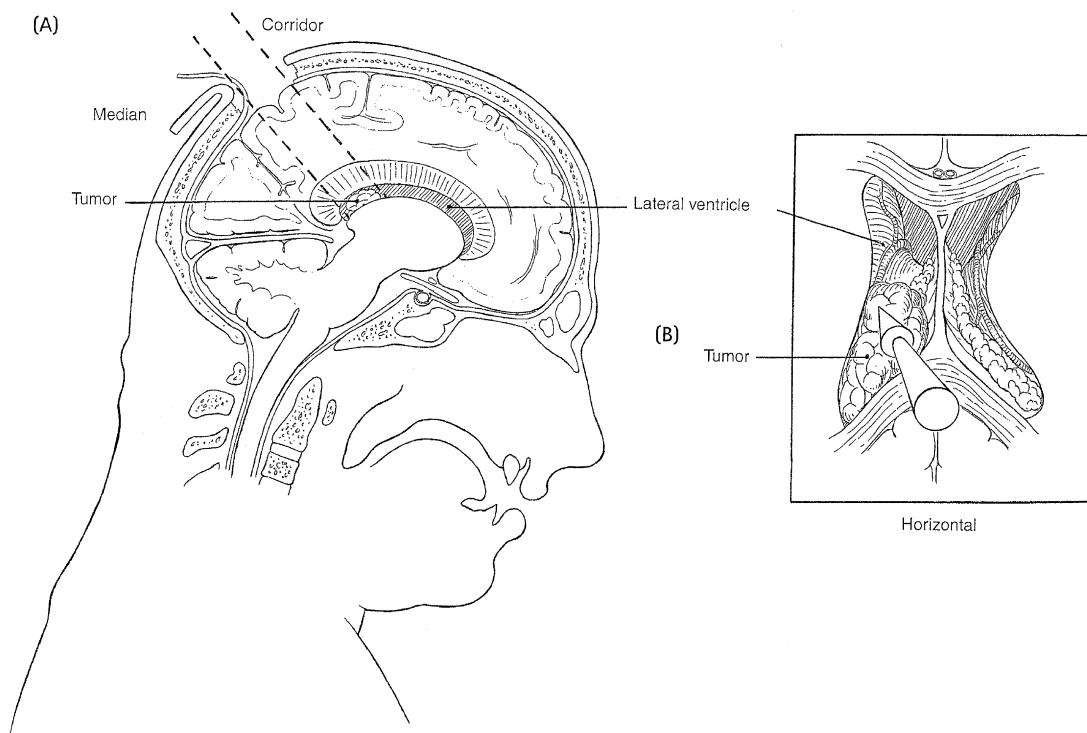 (A)
Corridor
Median
Tumor
Lateral ventricle
(B)
Tumor
Horizontal